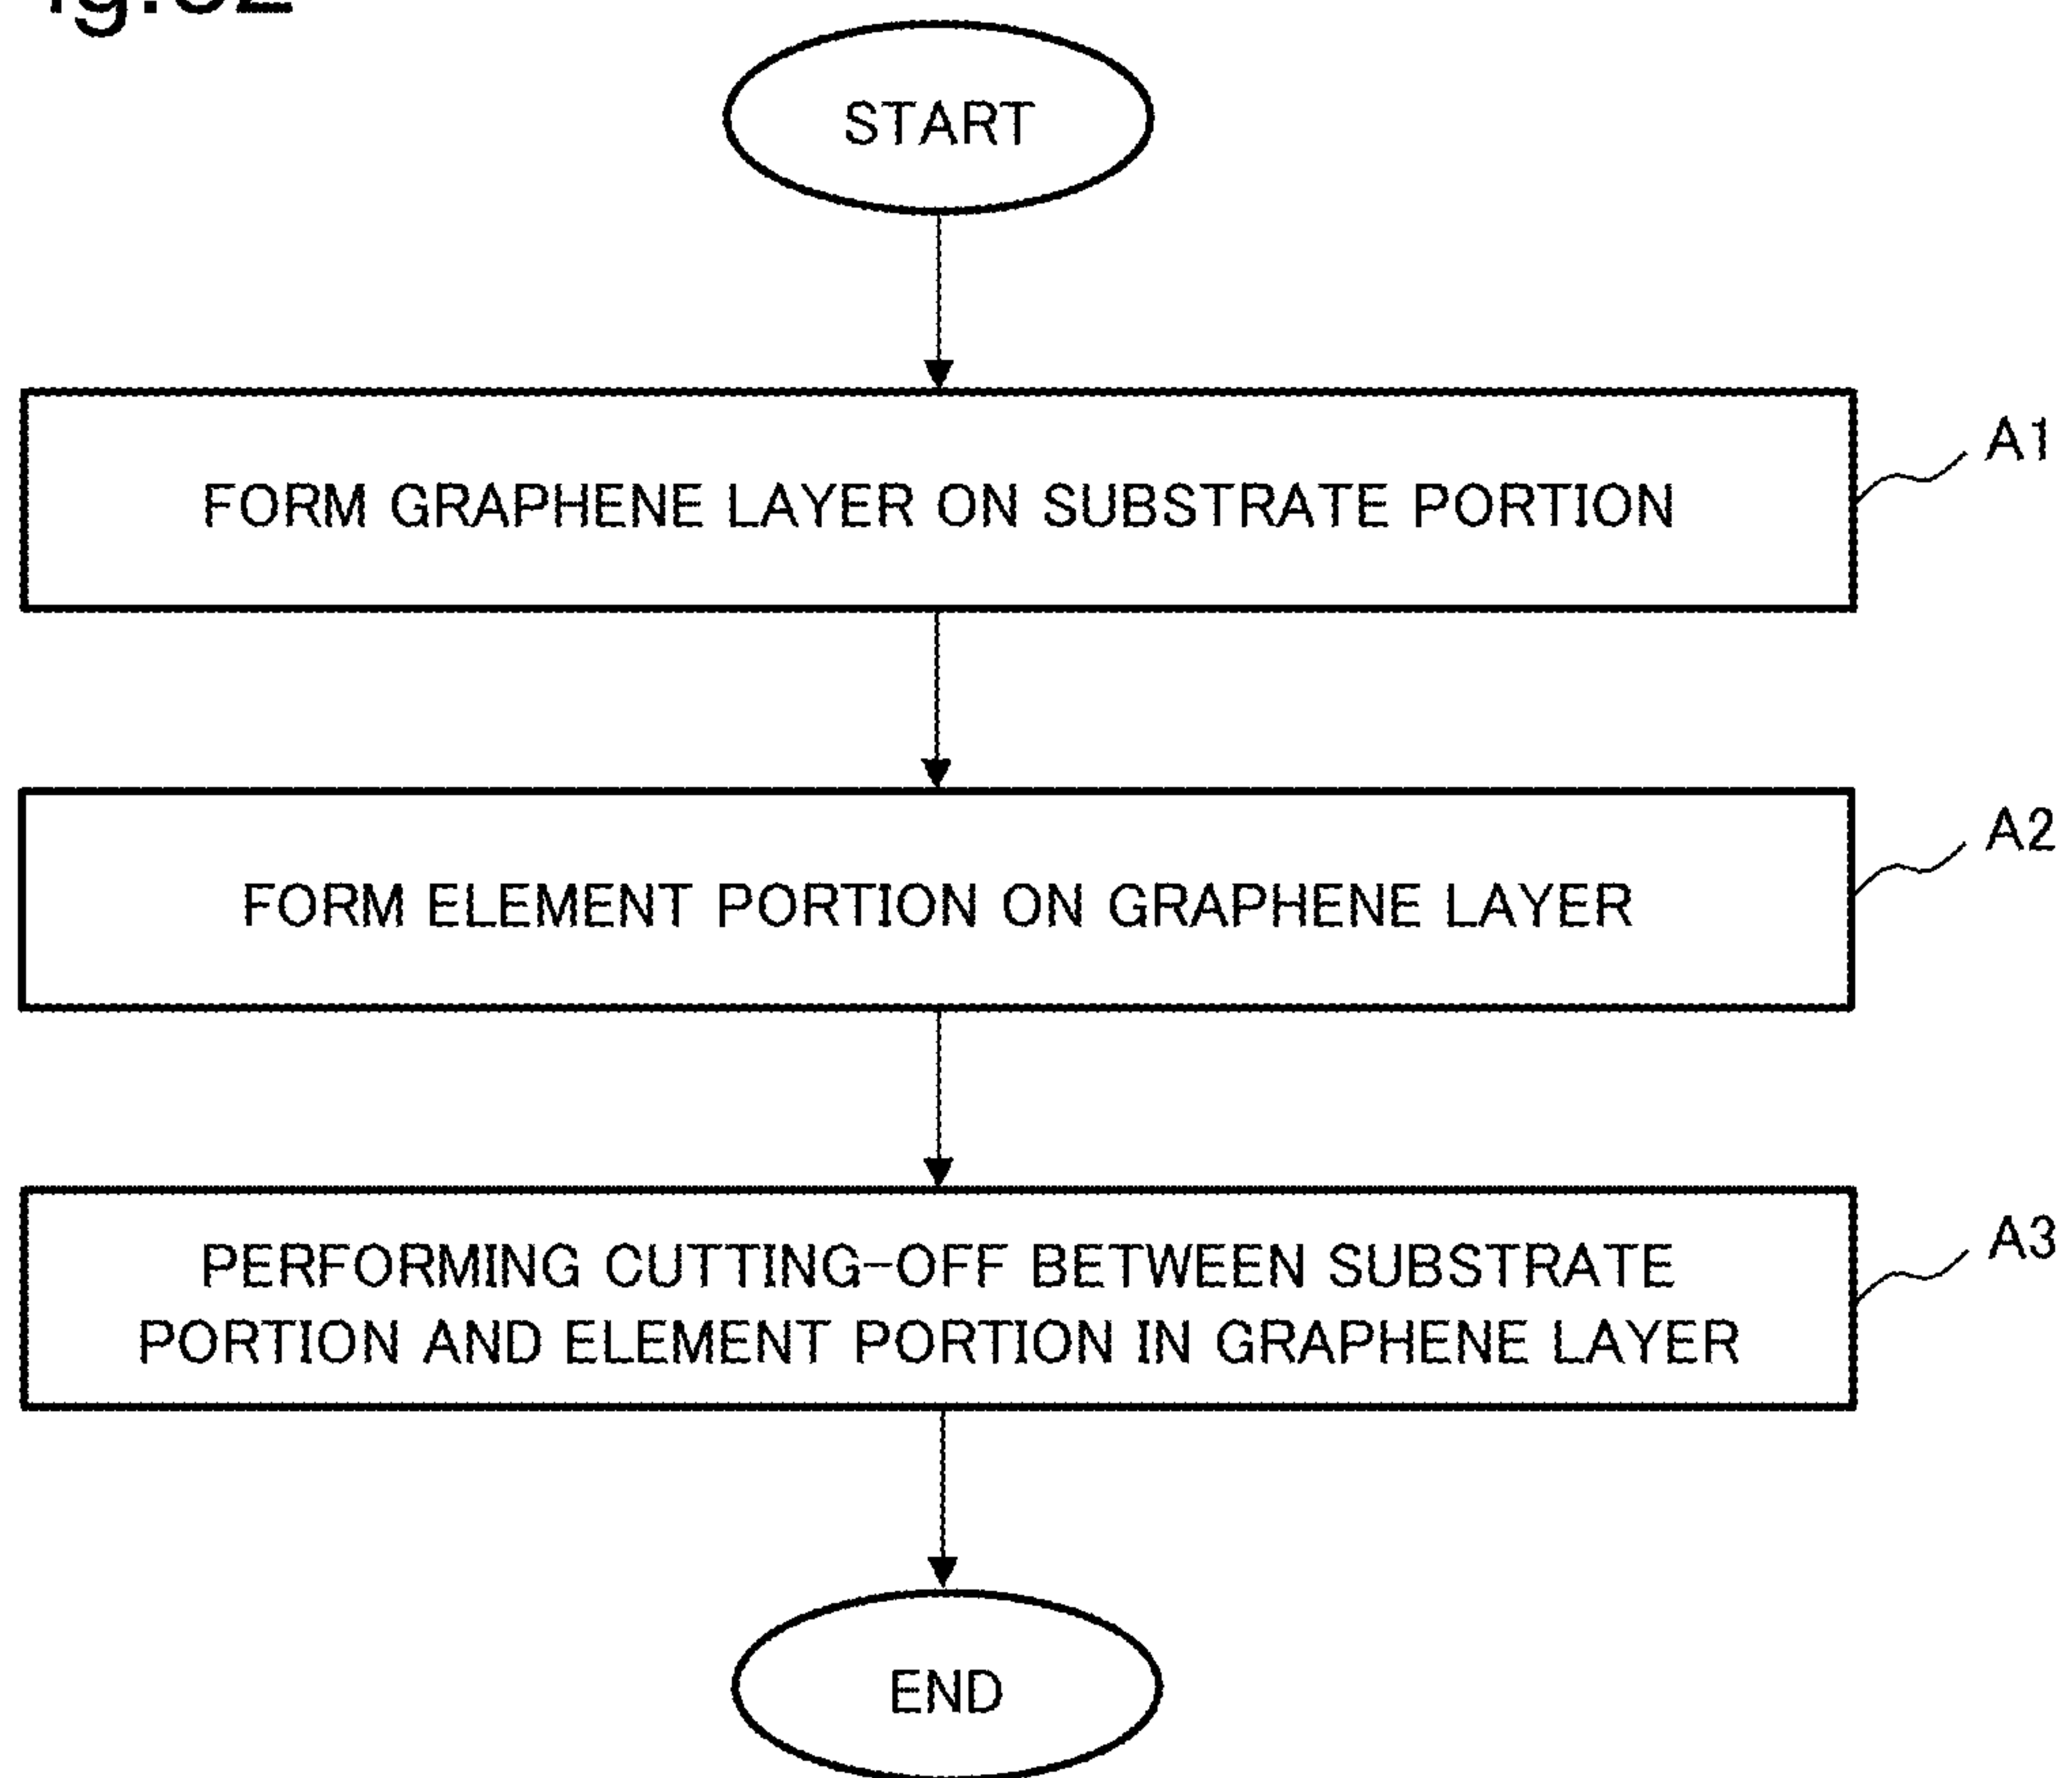 START
FORM GRAPHENE LAYER ON SUBSTRATE PORTION
A1
FORM ELEMENT PORTION ON GRAPHENE LAYER
A2
PERFORMING CUTTING-OFF BETWEEN SUBSTRATE
PORTION AND ELEMENT PORTION IN GRAPHENE LAYER
A3
END